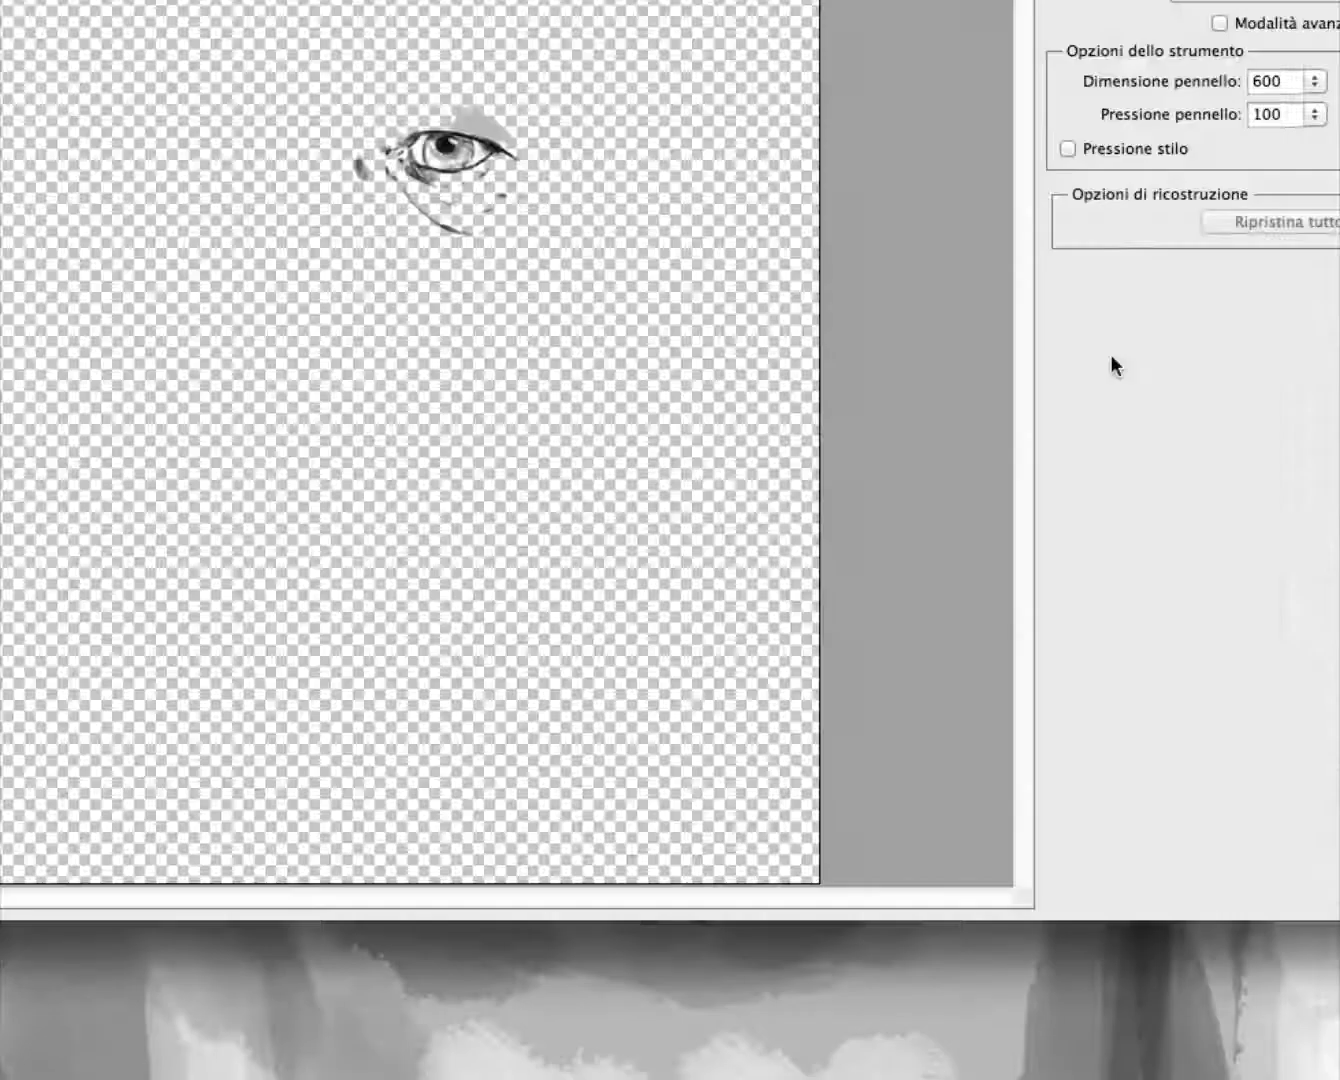 Modalità avanz
Opzioni dello strumento
Dimensione pennello: 600
Pressione pennello: 100
Pressione stilo
Opzioni di ricostruzione
Ripristina tutto